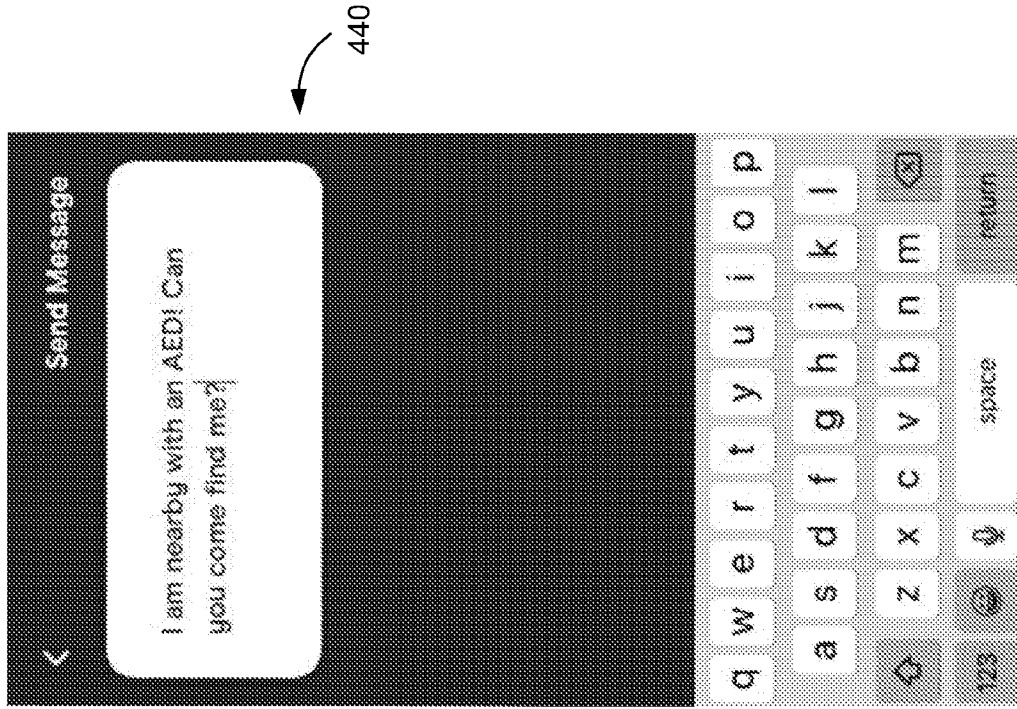 Send Message
I am nearby with an AED! Can
you come find me?
440
q w e r t y u i o p
a s d f g h j k l
z x c v b n m
123 space return